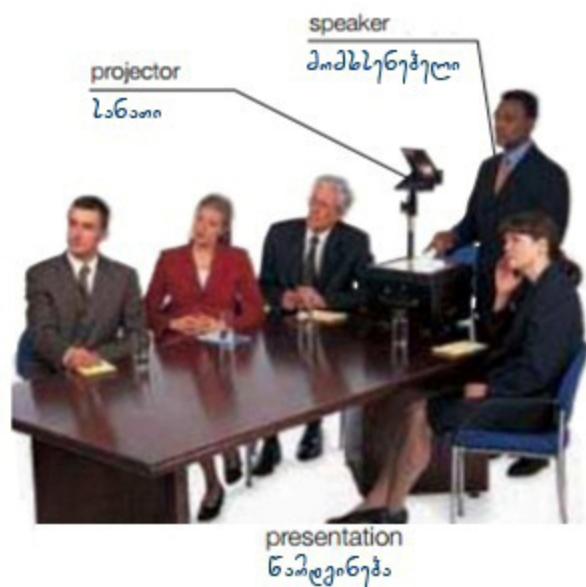 speaker
მომხსენებელი
projector
სანათი
presentation
წარდგინება